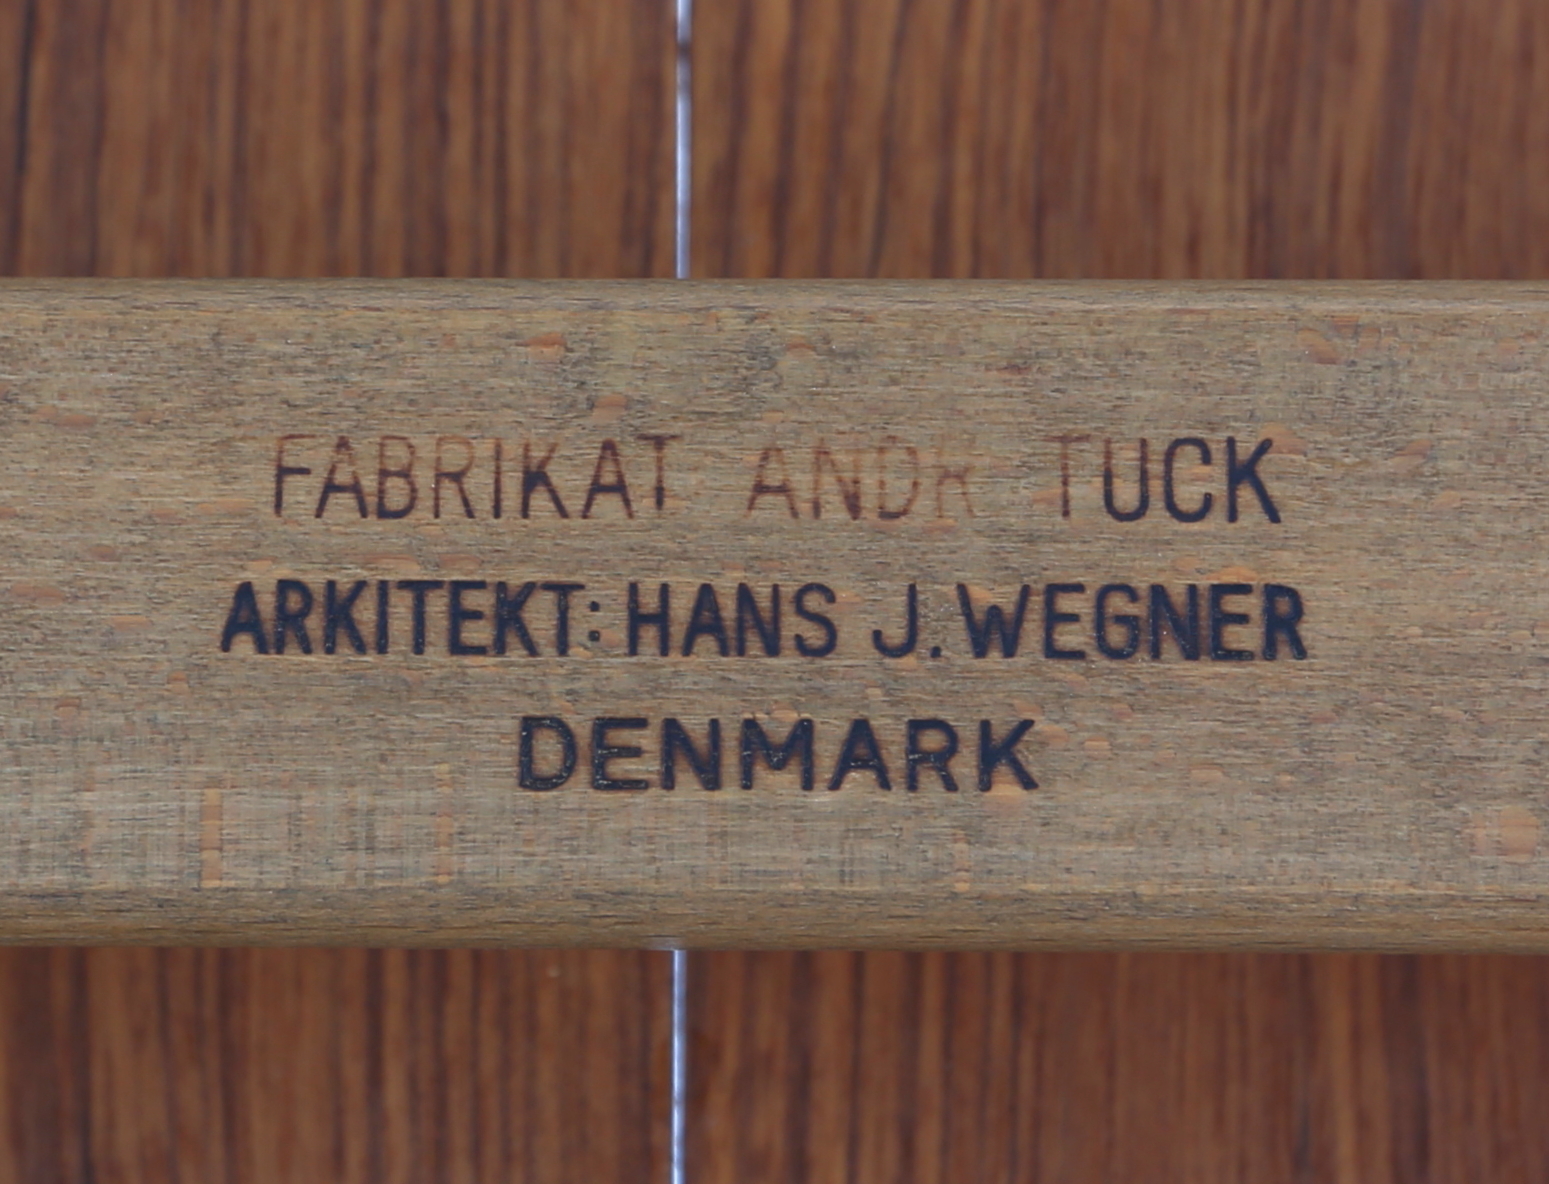 FABRIKAT ANDR TUCK
ARKITEKT: HANS J. WEGNER
DENMARK